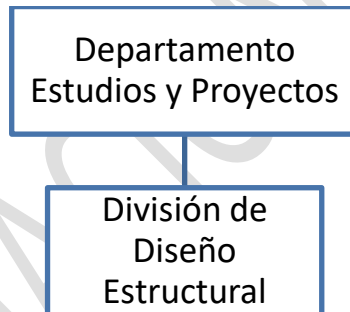 Departamento
Estudios y Proyectos
División de
Diseño
Estructural